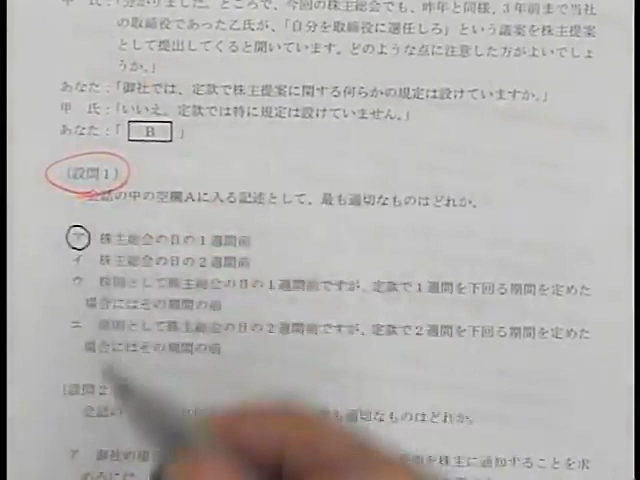 甲 氏：「分かりました。ところで、今回の株主総会でも、昨年と同様、3年前まで当社
の取締役であった乙氏が、「自分を取締役に選任しろ」という議案を株主提案
として提出してくると聞いています。どのような点に注意した方がよいでしょ
うか。」
あなた：「御社では、定款で株主提案に関する何らかの規定は設けていますか。」
甲 氏：「いいえ、定款では特に規定は設けていません。」
あなた：「 B 」
(設問1)
会話の中の空欄Aに入る記述として、最も適切なものはどれか。
ア 株主総会の日の1週間前
イ 株主総会の日の2週間前
ウ 原則として株主総会の日の1週間前ですが、定款で1週間を下回る期間を定めた
場合にはその期間の前
エ 原則として株主総会の日の2週間前ですが、定款で2週間を下回る期間を定めた
場合にはその期間の前
(設問2
会話の も適切なものはどれか。
ア 御社の を株主に通知することを求
めるには、